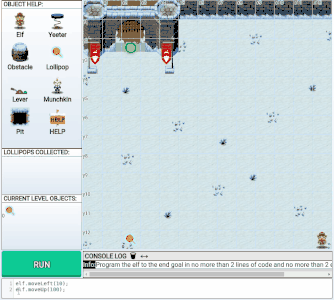 OBJECT HELP:
Elf
Yeeter
Obstacle
Lollipop
Lever
Munchkin
Pit
HELP
LOLLIPOPS COLLECTED:
CURRENT LEVEL OBJECTS:
RUN
CONSOLE LOG
Info: Program the elf to the end goal in no more than 2 lines of code and no more than 2 e
1 elf.moveLeft(10);
2 elf.moveUp(100);